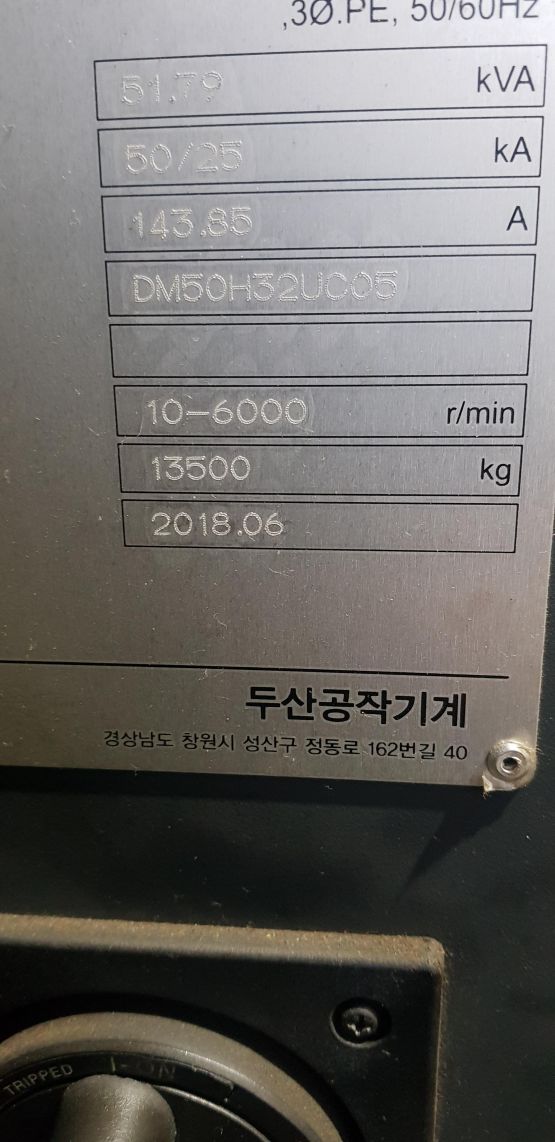 ,3Ø.PE, 50/60Hz
51.79 kVA
50/25 kA
143.85 A
DM50H32UC05
10-6000 r/min
13500 kg
2018.06
두산공작기계
경상남도 창원시 성산구 정동로 162번길 40
TRIPPED I-ON